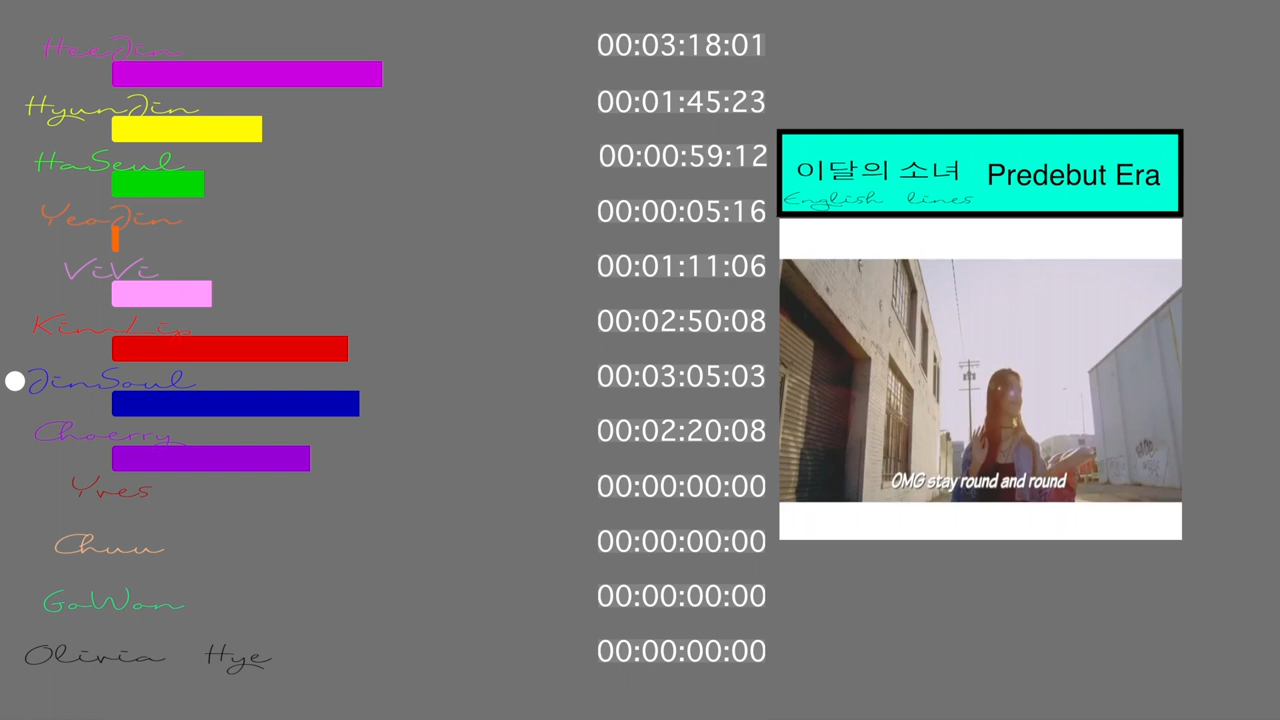 HeeJin
00:03:18:01
HyunJin
00:01:45:23
HaSeul
00:00:59:12
YeoJin
00:00:05:16
ViVi
00:01:11:06
Kim Lip
00:02:50:08
JinSoul
00:03:05:03
Choerry
00:02:20:08
Yves
00:00:00:00
Chuu
00:00:00:00
GoWon
00:00:00:00
Olivia Hye
00:00:00:00
이달의 소녀 Predebut Era
English lines
OMG stay round and round